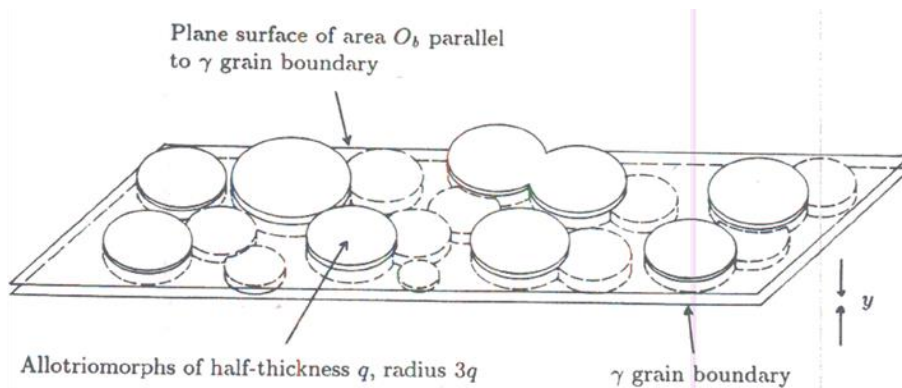 Plane surface of area O_b parallel
to γ grain boundary
y
Allotriomorphs of half-thickness q, radius 3q
γ grain boundary